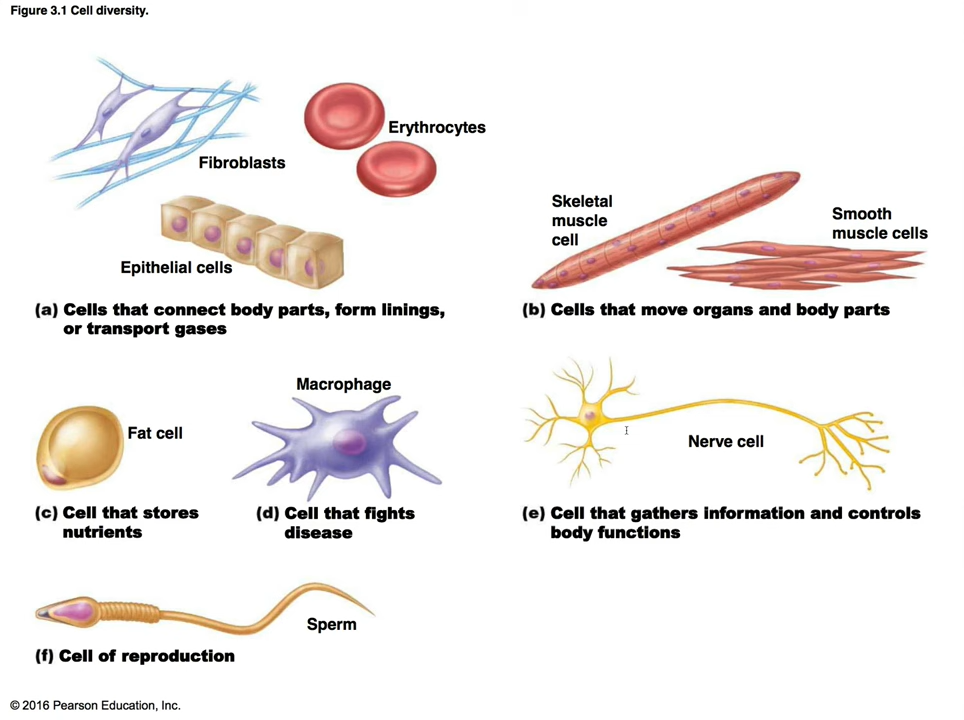 Figure 3.1 Cell diversity.
Erythrocytes
Fibroblasts
Epithelial cells
(a) Cells that connect body parts, form linings,
or transport gases
Skeletal
muscle
cell
Smooth
muscle cells
(b) Cells that move organs and body parts
Fat cell
(c) Cell that stores
nutrients
Macrophage
(d) Cell that fights
disease
Nerve cell
(e) Cell that gathers information and controls
body functions
Sperm
(f) Cell of reproduction
© 2016 Pearson Education, Inc.